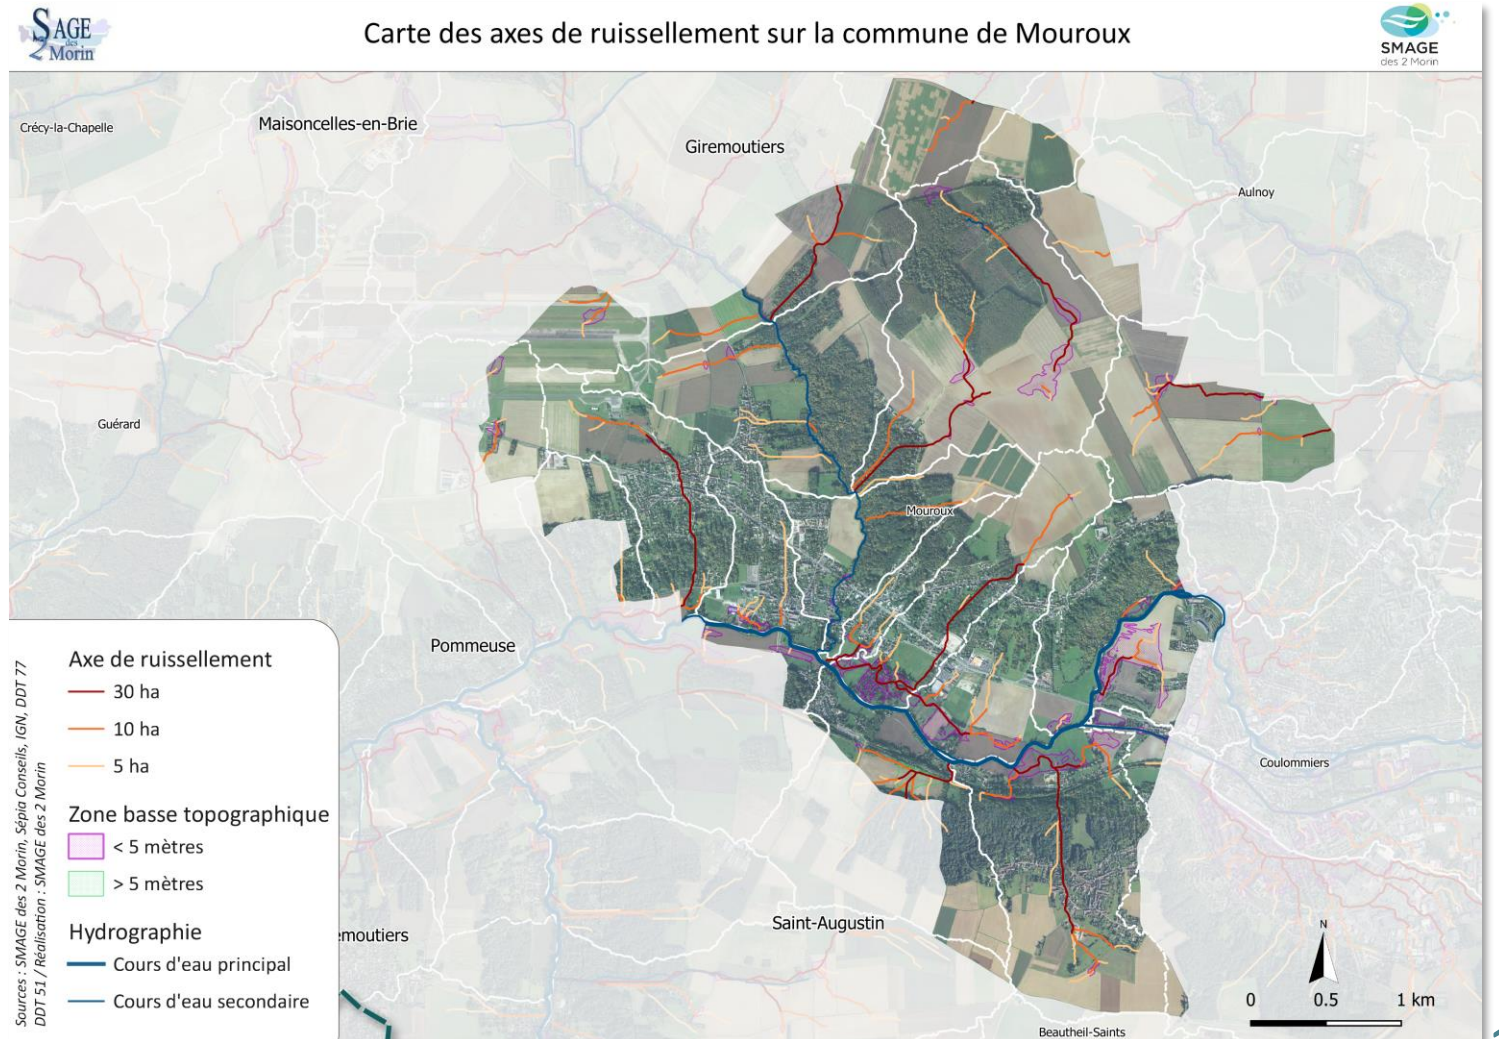 SAGE
des
2 Morin
Carte des axes de ruissellement sur la commune de Mouroux
SMAGE
des 2 Morin
Crécy-la-Chapelle
Maisoncelles-en-Brie
Giremoutiers
Aulnoy
Guérard
Mouroux
Pommeuse
Coulommiers
Saint-Augustin
emoutiers
Beautheil-Saints
Axe de ruissellement
30 ha
10 ha
5 ha
Zone basse topographique
< 5 mètres
> 5 mètres
Hydrographie
Cours d'eau principal
Cours d'eau secondaire
Sources : SMAGE des 2 Morin, Sépia Conseils, IGN, DDT 77
DDT 51 / Réalisation : SMAGE des 2 Morin
N
0 0.5 1 km